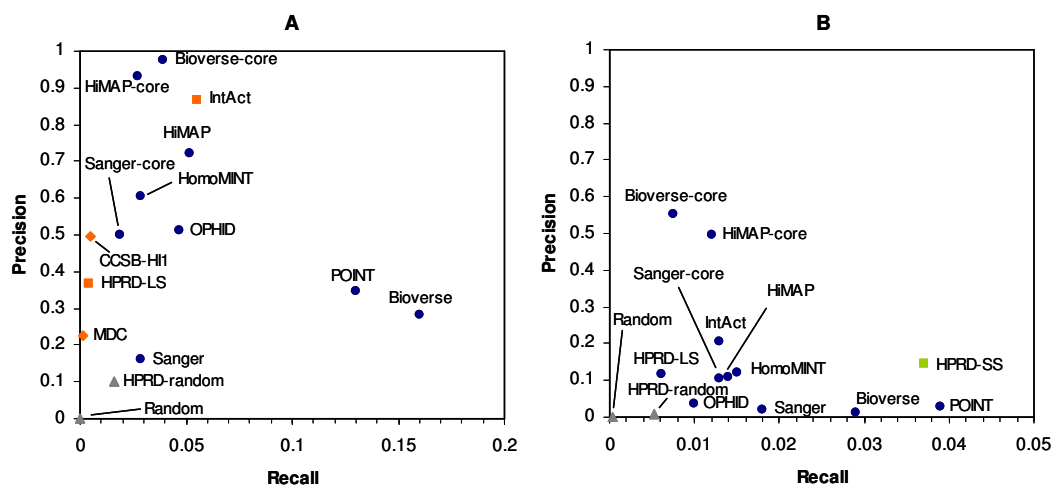 A
1
0.9
0.8
0.7
0.6
0.5
0.4
0.3
0.2
0.1
0
Precision
Bioverse-core
HiMAP-core
IntAct
HiMAP
Sanger-core
HomoMINT
OPHID
CCSB-HI1
HPRD-LS
POINT
Bioverse
MDC
Sanger
HPRD-random
Random
0 0.05 0.1 0.15 0.2
Recall
B
1
0.9
0.8
0.7
0.6
0.5
0.4
0.3
0.2
0.1
0
Precision
Bioverse-core
HiMAP-core
Sanger-core
HiMAP
Random
IntAct
HPRD-LS
HomoMINT
HPRD-SS
HPRD-random
OPHID
Sanger
Bioverse
POINT
0 0.01 0.02 0.03 0.04 0.05
Recall